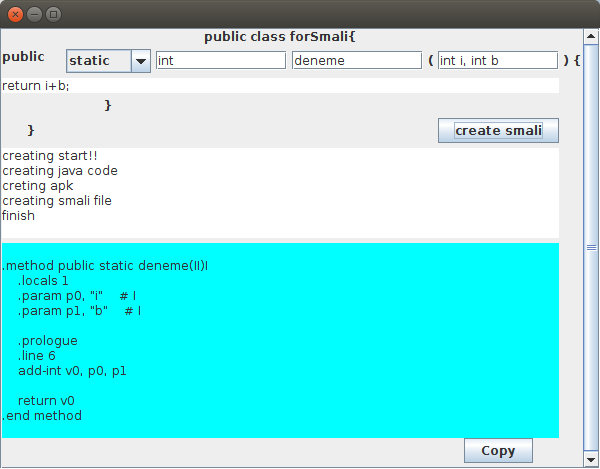 public class forSmali{
public static int deneme ( int i, int b ) {
return i+b;
}
}
create smali
creating start!!
creating java code
creting apk
creating smali file
finish
.method public static deneme(II)I
.locals 1
.param p0, "i" # I
.param p1, "b" # I
.prologue
.line 6
add-int v0, p0, p1
return v0
.end method
Copy